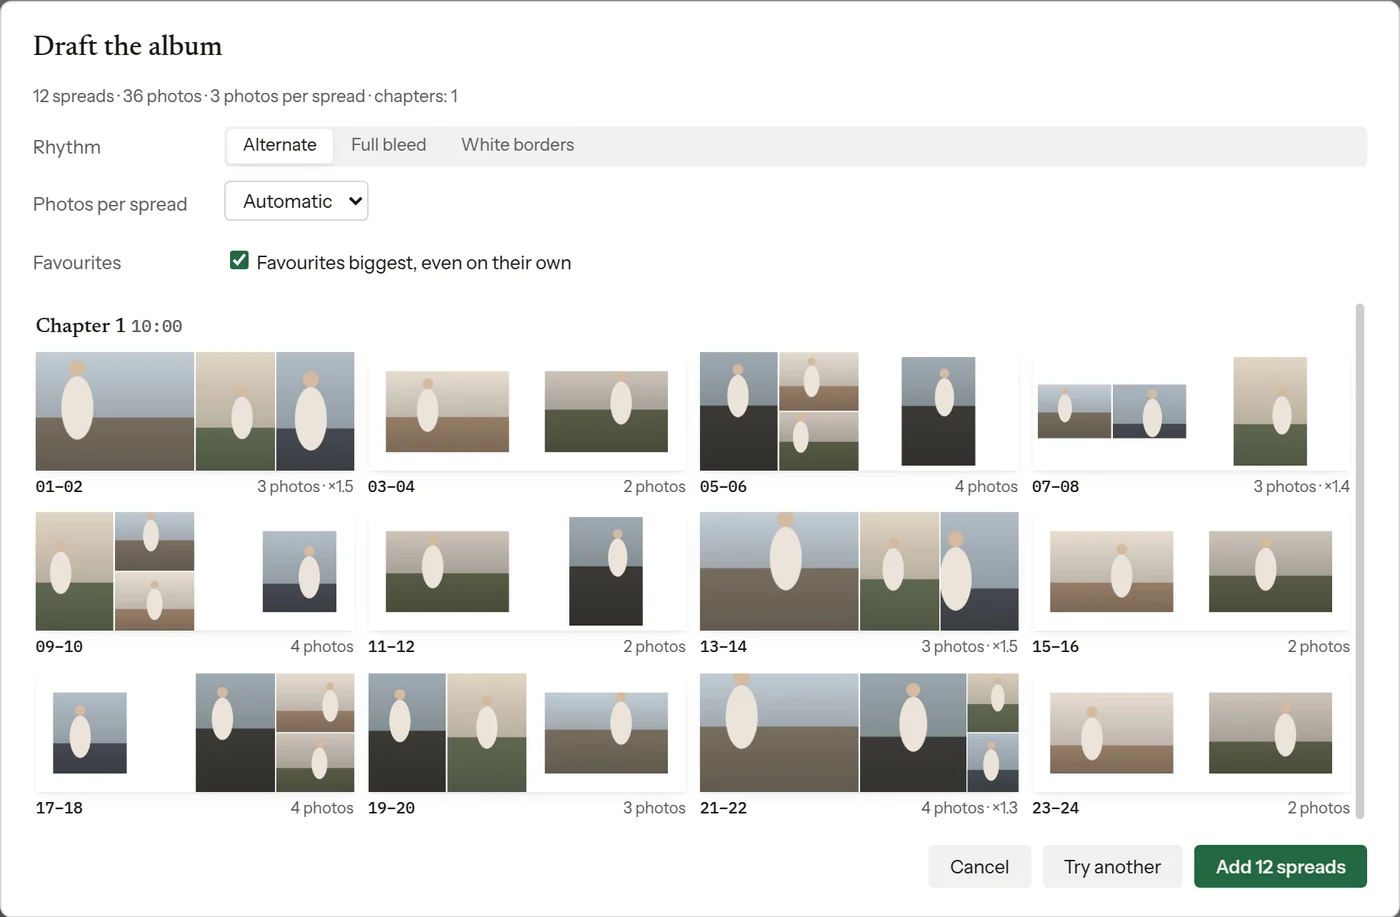 Draft the album
12 spreads · 36 photos · 3 photos per spread · chapters: 1
Rhythm
Alternate
Full bleed
White borders
Photos per spread
Automatic
Favourites
Favourites biggest, even on their own
Chapter 1 10:00
01–02
3 photos · ×1.5
03–04
2 photos
05–06
4 photos
07–08
3 photos · ×1.4
09–10
4 photos
11–12
2 photos
13–14
3 photos · ×1.5
15–16
2 photos
17–18
4 photos
19–20
3 photos
21–22
4 photos · ×1.3
23–24
2 photos
Cancel
Try another
Add 12 spreads